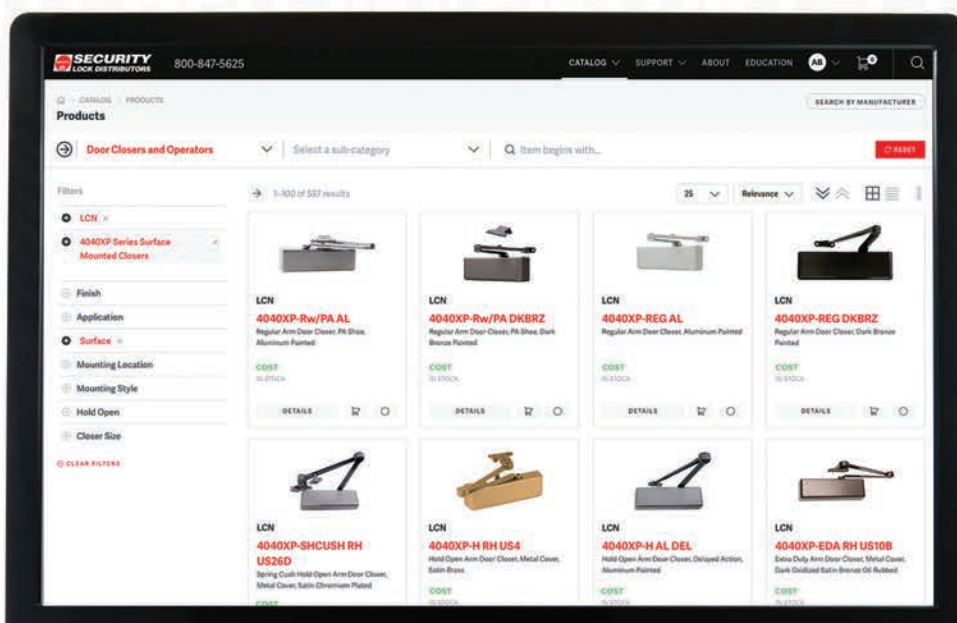 SECURITY
LOCK DISTRIBUTORS
800-847-5625
CATALOG
SUPPORT
ABOUT
EDUCATION
AB
0
CATALOG PRODUCTS
SEARCH BY MANUFACTURER
Products
Door Closers and Operators
Select a sub-category
Item begins with...
RESET
Filters
LCN ×
4040XP Series Surface
Mounted Closers
Finish
Application
Surface ×
Mounting Location
Mounting Style
Hold Open
Closer Size
CLEAR FILTERS
1–100 of 557 results
25
Relevance
LCN
4040XP-Rw/PA AL
Regular Arm Door Closer, PA Shoe,
Aluminum Painted
COST
IN STOCK
DETAILS
LCN
4040XP-Rw/PA DKBRZ
Regular Arm Door Closer, PA Shoe, Dark
Bronze Painted
COST
IN STOCK
DETAILS
LCN
4040XP-REG AL
Regular Arm Door Closer, Aluminum Painted
COST
IN STOCK
DETAILS
LCN
4040XP-REG DKBRZ
Regular Arm Door Closer, Dark Bronze
Painted
COST
IN STOCK
DETAILS
LCN
4040XP-SHCUSH RH
US26D
Spring Cush Hold Open Arm Door Closer,
Metal Cover, Satin Chromium Plated
COST
LCN
4040XP-H RH US4
Hold Open Arm Door Closer, Metal Cover,
Satin Brass
COST
IN STOCK
LCN
4040XP-H AL DEL
Hold Open Arm Door Closer, Delayed Action,
Aluminum Painted
COST
IN STOCK
LCN
4040XP-EDA RH US10B
Extra Duty Arm Door Closer, Metal Cover,
Dark Oxidized Satin Bronze Oil Rubbed
COST
IN STOCK